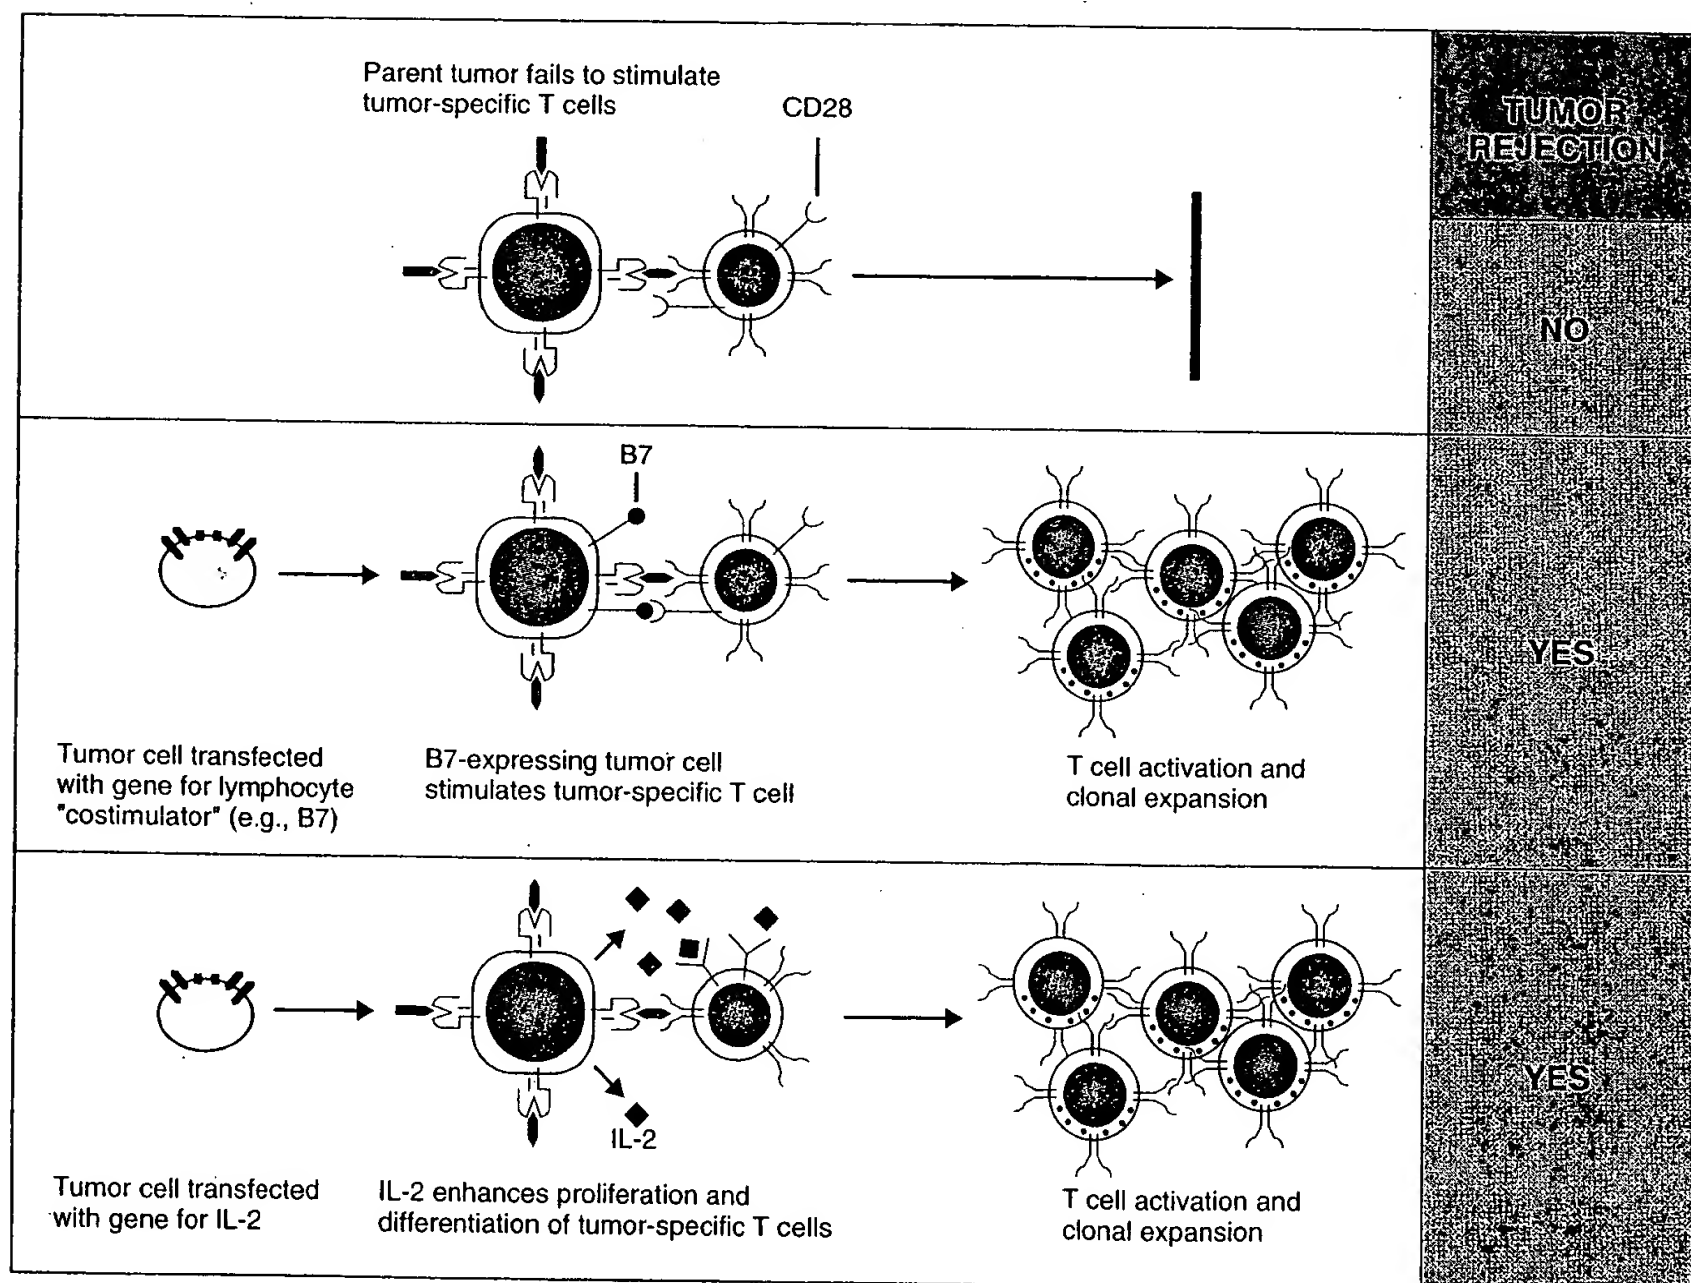 Parent tumor fails to stimulate
tumor-specific T cells
CD28
TUMOR
REJECTION
NO
B7
YES
Tumor cell transfected
with gene for lymphocyte
"costimulator" (e.g., B7)
B7-expressing tumor cell
stimulates tumor-specific T cell
T cell activation and
clonal expansion
IL-2
YES
Tumor cell transfected
with gene for IL-2
IL-2 enhances proliferation and
differentiation of tumor-specific T cells
T cell activation and
clonal expansion